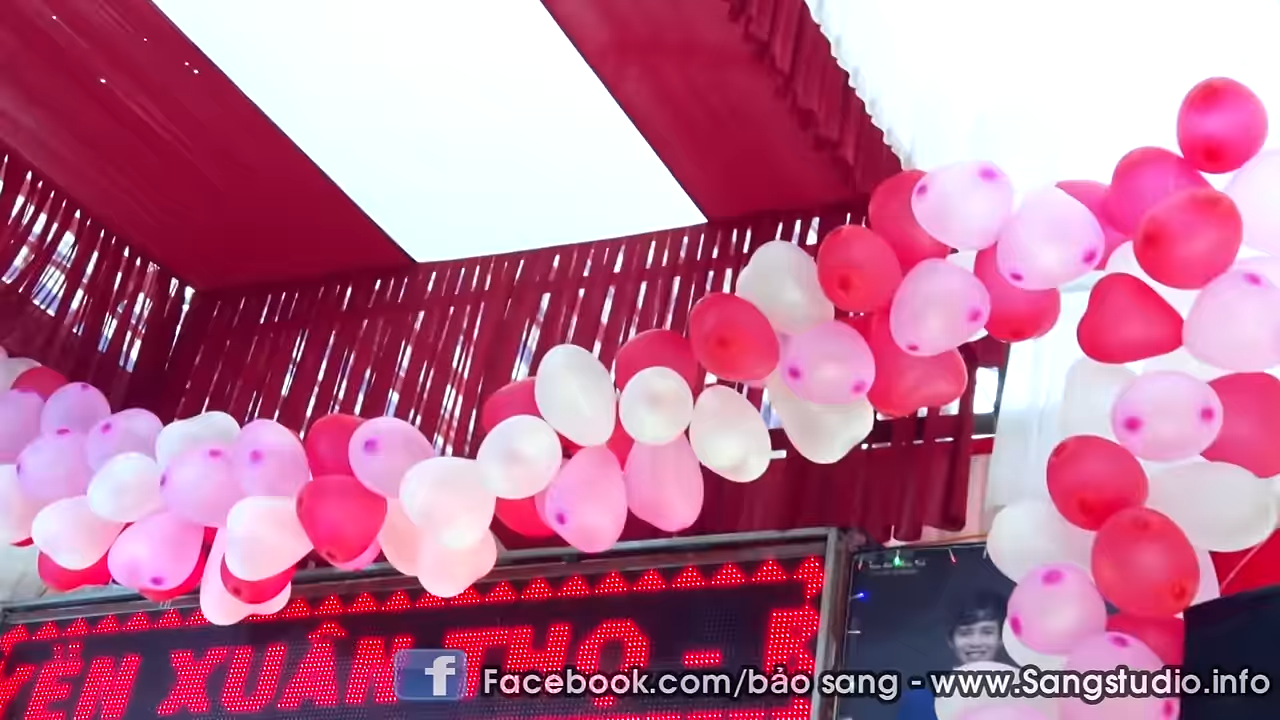 YỄN XUÂN THỌ -
f Facebook.com/bảo sang - www.Sangstudio.info